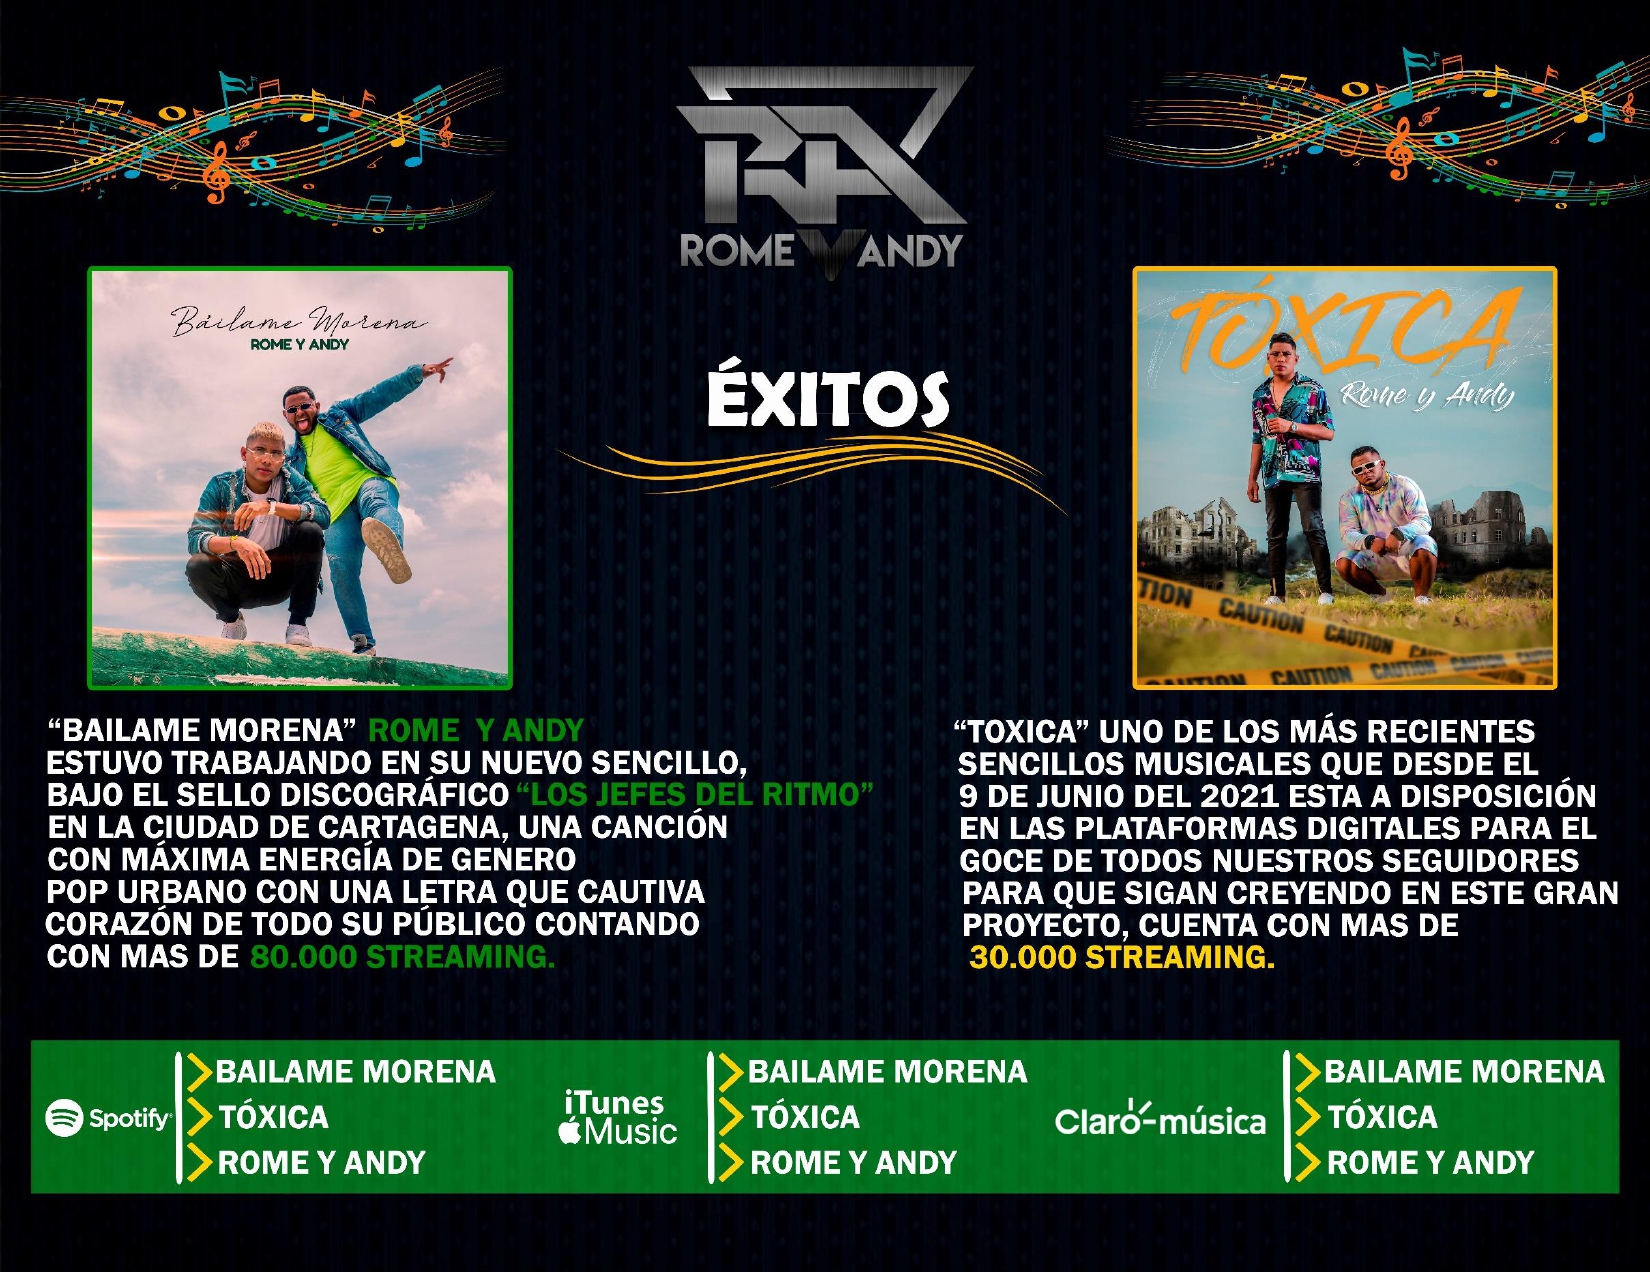 RA
ROME Y ANDY
Báilame Morena
ROME Y ANDY
TÓXICA
Rome y Andy
TION CAUTION CAUTION
CAUTION CAUTION CAUTION CAUTION
ÉXITOS
“BAILAME MORENA” ROME Y ANDY
ESTUVO TRABAJANDO EN SU NUEVO SENCILLO,
BAJO EL SELLO DISCOGRÁFICO “LOS JEFES DEL RITMO”
EN LA CIUDAD DE CARTAGENA, UNA CANCIÓN
CON MÁXIMA ENERGÍA DE GENERO
POP URBANO CON UNA LETRA QUE CAUTIVA
CORAZÓN DE TODO SU PÚBLICO CONTANDO
CON MAS DE 80.000 STREAMING.
“TOXICA” UNO DE LOS MÁS RECIENTES
SENCILLOS MUSICALES QUE DESDE EL
9 DE JUNIO DEL 2021 ESTA A DISPOSICIÓN
EN LAS PLATAFORMAS DIGITALES PARA EL
GOCE DE TODOS NUESTROS SEGUIDORES
PARA QUE SIGAN CREYENDO EN ESTE GRAN
PROYECTO, CUENTA CON MAS DE
30.000 STREAMING.
Spotify
BAILAME MORENA
TÓXICA
ROME Y ANDY
iTunes
Music
BAILAME MORENA
TÓXICA
ROME Y ANDY
Claro-música
BAILAME MORENA
TÓXICA
ROME Y ANDY